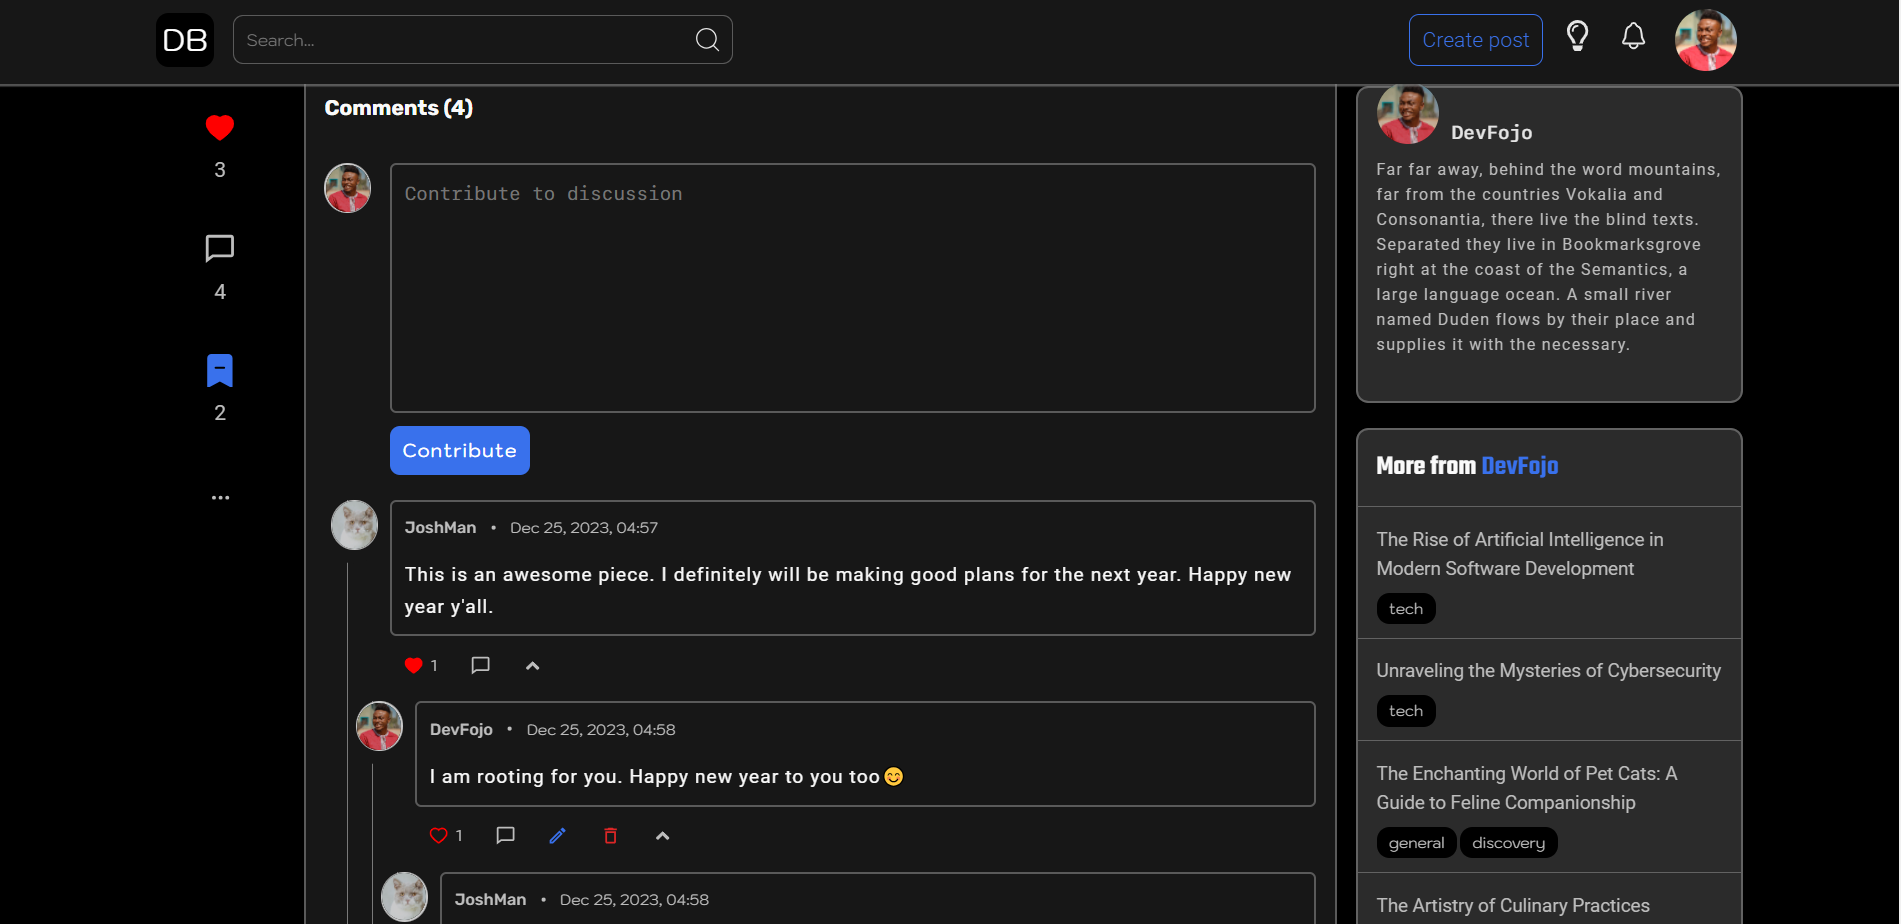 DB
Search...
Create post
3
4
2
Comments (4)
Contribute to discussion
Contribute
JoshMan • Dec 25, 2023, 04:57
This is an awesome piece. I definitely will be making good plans for the next year. Happy new
year y'all.
1
DevFojo • Dec 25, 2023, 04:58
I am rooting for you. Happy new year to you too😊
1
JoshMan • Dec 25, 2023, 04:58
DevFojo
Far far away, behind the word mountains,
far from the countries Vokalia and
Consonantia, there live the blind texts.
Separated they live in Bookmarksgrove
right at the coast of the Semantics, a
large language ocean. A small river
named Duden flows by their place and
supplies it with the necessary.
More from DevFojo
The Rise of Artificial Intelligence in
Modern Software Development
tech
Unraveling the Mysteries of Cybersecurity
tech
The Enchanting World of Pet Cats: A
Guide to Feline Companionship
general discovery
The Artistry of Culinary Practices